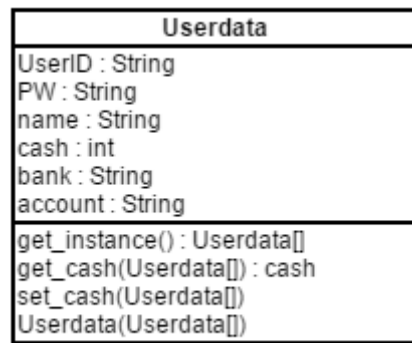 Userdata
UserID : String
PW : String
name : String
cash : int
bank : String
account : String
get_instance() : Userdata[]
get_cash(Userdata[]) : cash
set_cash(Userdata[])
Userdata(Userdata[])